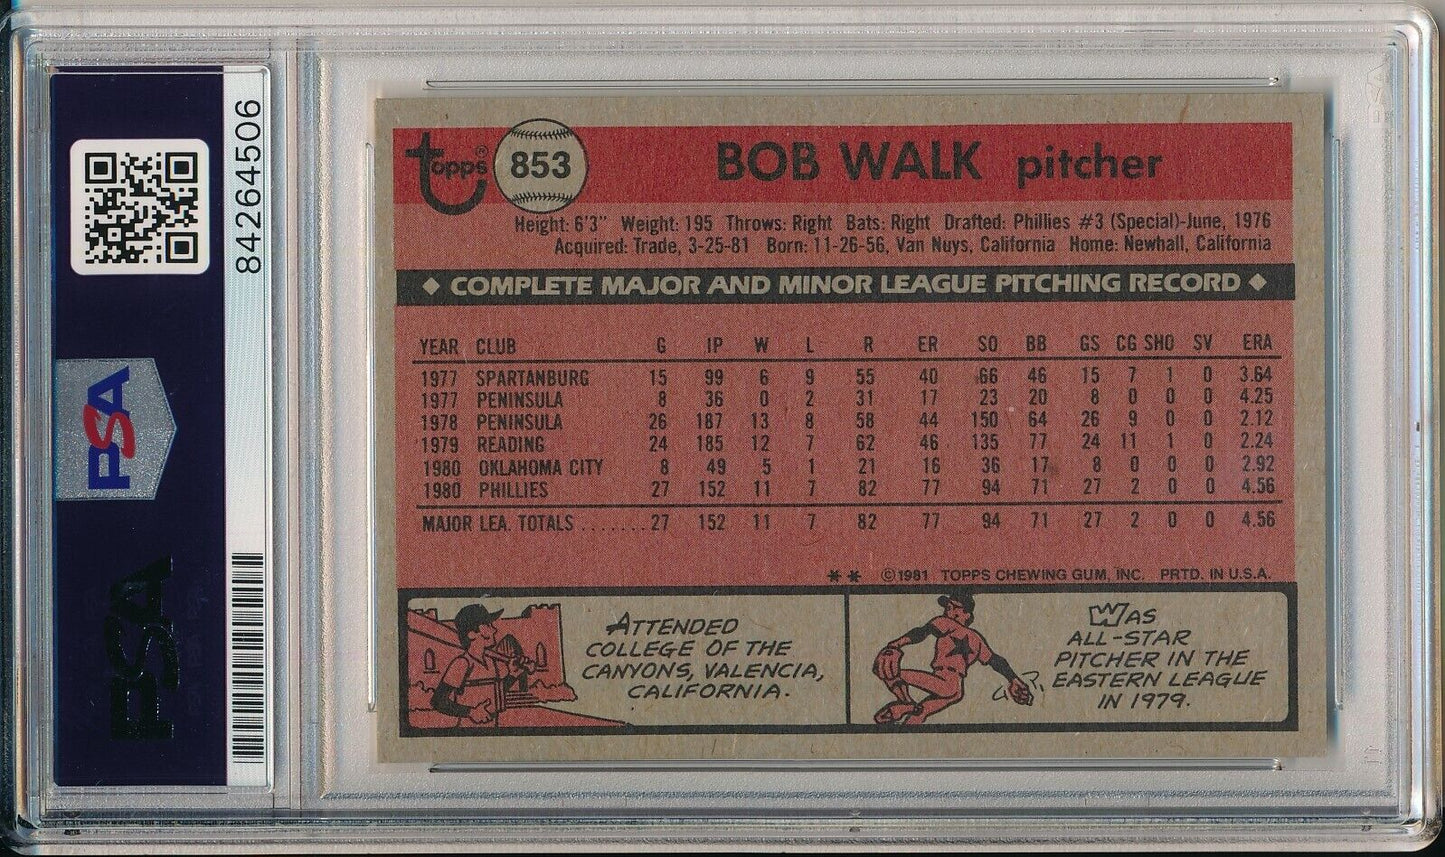 84264506
PSA
PSA
topps®
853
BOB WALK pitcher
Height: 6'3" Weight: 195 Throws: Right Bats: Right Drafted: Phillies #3 (Special)-June, 1976
Acquired: Trade, 3-25-81 Born: 11-26-56, Van Nuys, California Home: Newhall, California
◆ COMPLETE MAJOR AND MINOR LEAGUE PITCHING RECORD ◆
YEAR CLUB G IP W L R ER SO BB GS CG SHO SV ERA
1977 SPARTANBURG 15 99 6 9 55 40 66 46 15 7 1 0 3.64
1977 PENINSULA 8 36 0 2 31 17 23 20 8 0 0 0 4.25
1978 PENINSULA 26 187 13 8 58 44 150 64 26 9 0 0 2.12
1979 READING 24 185 12 7 62 46 135 77 24 11 1 0 2.24
1980 OKLAHOMA CITY 8 49 5 1 21 16 36 17 8 0 0 0 2.92
1980 PHILLIES 27 152 11 7 82 77 94 71 27 2 0 0 4.56
MAJOR LEA. TOTALS ....... 27 152 11 7 82 77 94 71 27 2 0 0 4.56
** ©1981 TOPPS CHEWING GUM, INC. PRTD. IN U.S.A.
ATTENDED
COLLEGE OF THE
CANYONS, VALENCIA,
CALIFORNIA.
WAS
ALL-STAR
PITCHER IN THE
EASTERN LEAGUE
IN 1979.